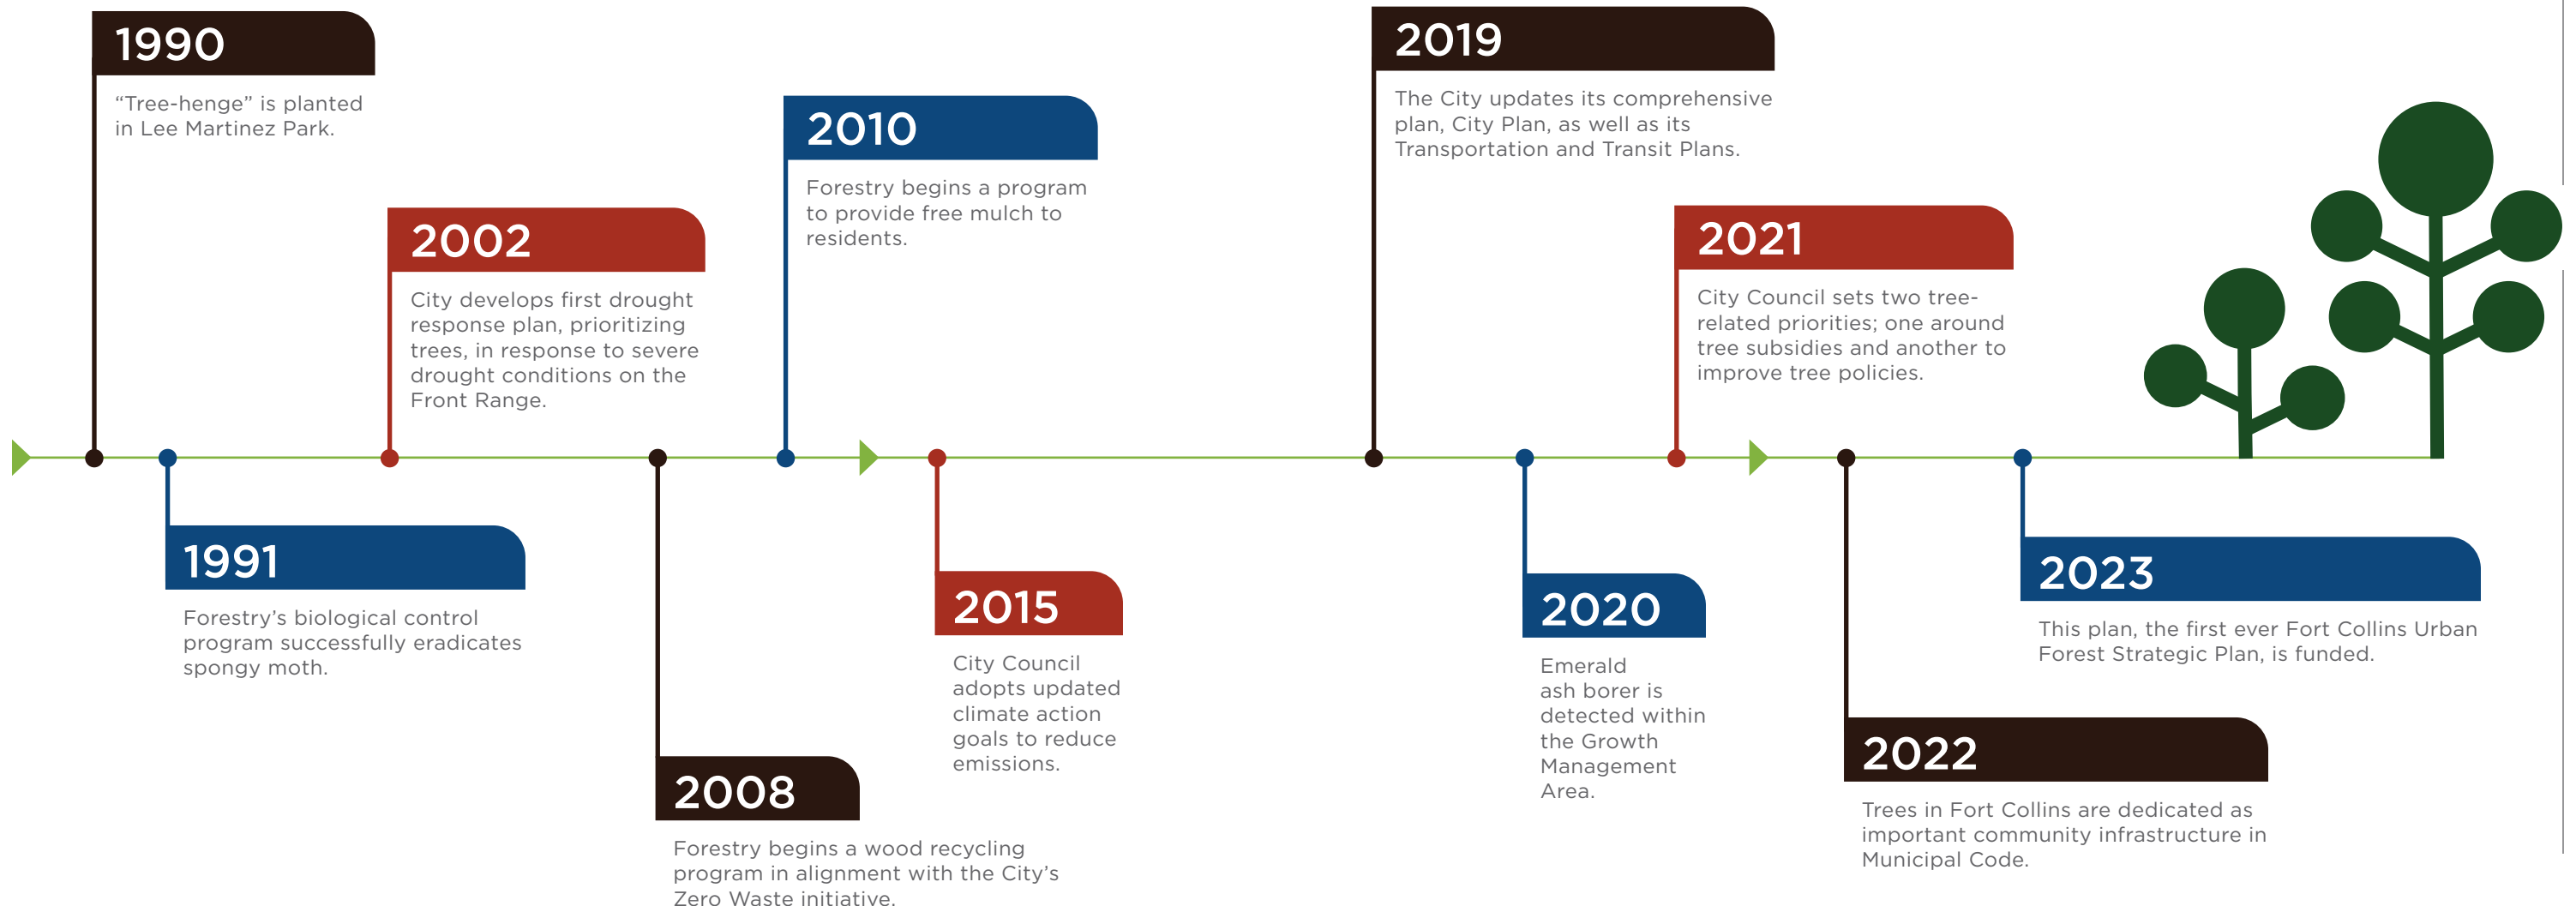 1990
“Tree-henge” is planted
in Lee Martinez Park.
1991
Forestry’s biological control
program successfully eradicates
spongy moth.
2002
City develops first drought
response plan, prioritizing
trees, in response to severe
drought conditions on the
Front Range.
2008
Forestry begins a wood recycling
program in alignment with the City’s
Zero Waste initiative.
2010
Forestry begins a program
to provide free mulch to
residents.
2015
City Council
adopts updated
climate action
goals to reduce
emissions.
2019
The City updates its comprehensive
plan, City Plan, as well as its
Transportation and Transit Plans.
2020
Emerald
ash borer is
detected within
the Growth
Management
Area.
2021
City Council sets two tree-
related priorities; one around
tree subsidies and another to
improve tree policies.
2022
Trees in Fort Collins are dedicated as
important community infrastructure in
Municipal Code.
2023
This plan, the first ever Fort Collins Urban
Forest Strategic Plan, is funded.